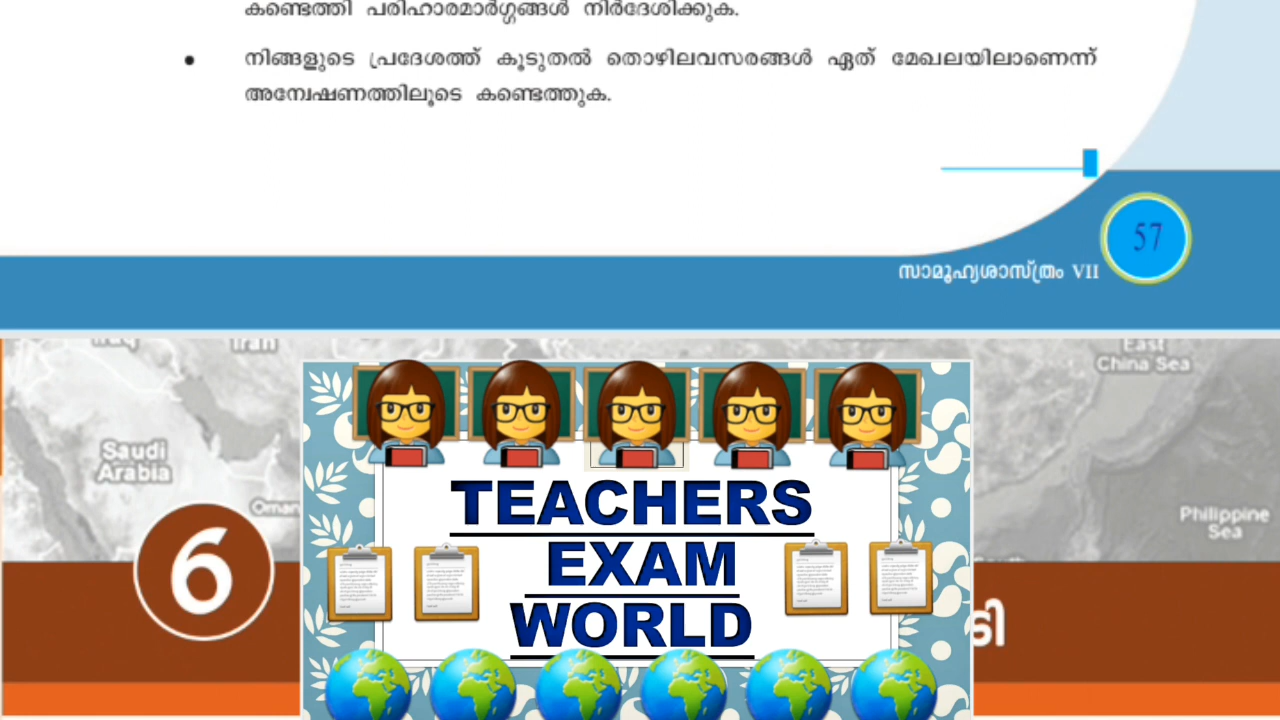 കണ്ടെത്തി പരിഹാരമാർഗ്ഗങ്ങൾ നിർദേശിക്കുക.
• നിങ്ങളുടെ പ്രദേശത്ത് കൂടുതൽ തൊഴിലവസരങ്ങൾ ഏത് മേഖലയിലാണെന്ന്
അന്വേഷണത്തിലൂടെ കണ്ടെത്തുക.
57
സാമൂഹ്യശാസ്ത്രം VII
Iraq
Iran
East
China Sea
Saudi
Arabia
Oman
Philippine
Sea
6
TEACHERS
EXAM
WORLD